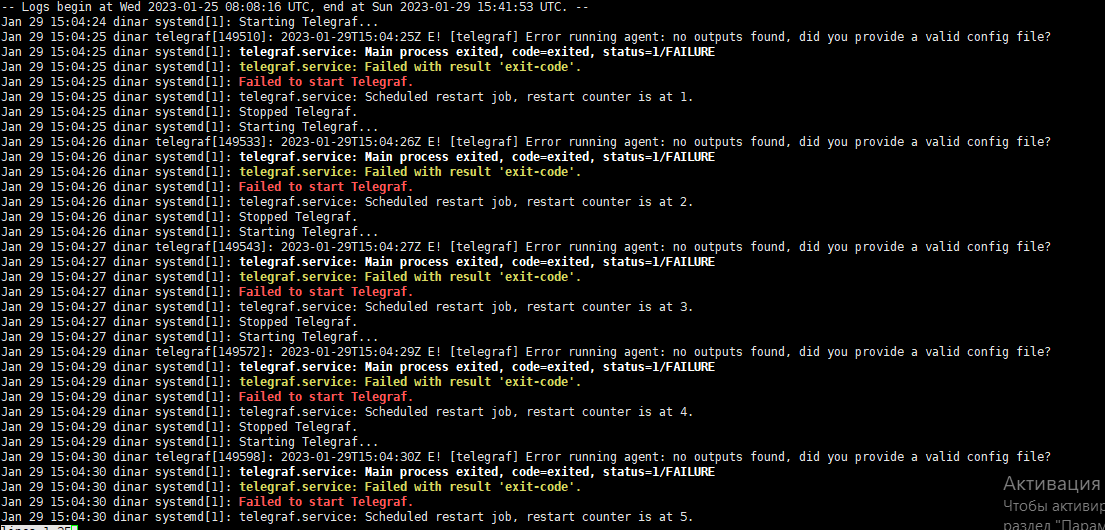 -- Logs begin at Wed 2023-01-25 08:08:16 UTC, end at Sun 2023-01-29 15:41:53 UTC. --
Jan 29 15:04:24 dinar systemd[1]: Starting Telegraf...
Jan 29 15:04:25 dinar telegraf[149510]: 2023-01-29T15:04:25Z E! [telegraf] Error running agent: no outputs found, did you provide a valid config file?
Jan 29 15:04:25 dinar systemd[1]: telegraf.service: Main process exited, code=exited, status=1/FAILURE
Jan 29 15:04:25 dinar systemd[1]: telegraf.service: Failed with result 'exit-code'.
Jan 29 15:04:25 dinar systemd[1]: Failed to start Telegraf.
Jan 29 15:04:25 dinar systemd[1]: telegraf.service: Scheduled restart job, restart counter is at 1.
Jan 29 15:04:25 dinar systemd[1]: Stopped Telegraf.
Jan 29 15:04:25 dinar systemd[1]: Starting Telegraf...
Jan 29 15:04:26 dinar telegraf[149533]: 2023-01-29T15:04:26Z E! [telegraf] Error running agent: no outputs found, did you provide a valid config file?
Jan 29 15:04:26 dinar systemd[1]: telegraf.service: Main process exited, code=exited, status=1/FAILURE
Jan 29 15:04:26 dinar systemd[1]: telegraf.service: Failed with result 'exit-code'.
Jan 29 15:04:26 dinar systemd[1]: Failed to start Telegraf.
Jan 29 15:04:26 dinar systemd[1]: telegraf.service: Scheduled restart job, restart counter is at 2.
Jan 29 15:04:26 dinar systemd[1]: Stopped Telegraf.
Jan 29 15:04:26 dinar systemd[1]: Starting Telegraf...
Jan 29 15:04:27 dinar telegraf[149543]: 2023-01-29T15:04:27Z E! [telegraf] Error running agent: no outputs found, did you provide a valid config file?
Jan 29 15:04:27 dinar systemd[1]: telegraf.service: Main process exited, code=exited, status=1/FAILURE
Jan 29 15:04:27 dinar systemd[1]: telegraf.service: Failed with result 'exit-code'.
Jan 29 15:04:27 dinar systemd[1]: Failed to start Telegraf.
Jan 29 15:04:27 dinar systemd[1]: telegraf.service: Scheduled restart job, restart counter is at 3.
Jan 29 15:04:27 dinar systemd[1]: Stopped Telegraf.
Jan 29 15:04:27 dinar systemd[1]: Starting Telegraf...
Jan 29 15:04:29 dinar telegraf[149572]: 2023-01-29T15:04:29Z E! [telegraf] Error running agent: no outputs found, did you provide a valid config file?
Jan 29 15:04:29 dinar systemd[1]: telegraf.service: Main process exited, code=exited, status=1/FAILURE
Jan 29 15:04:29 dinar systemd[1]: telegraf.service: Failed with result 'exit-code'.
Jan 29 15:04:29 dinar systemd[1]: Failed to start Telegraf.
Jan 29 15:04:29 dinar systemd[1]: telegraf.service: Scheduled restart job, restart counter is at 4.
Jan 29 15:04:29 dinar systemd[1]: Stopped Telegraf.
Jan 29 15:04:29 dinar systemd[1]: Starting Telegraf...
Jan 29 15:04:30 dinar telegraf[149598]: 2023-01-29T15:04:30Z E! [telegraf] Error running agent: no outputs found, did you provide a valid config file?
Jan 29 15:04:30 dinar systemd[1]: telegraf.service: Main process exited, code=exited, status=1/FAILURE
Jan 29 15:04:30 dinar systemd[1]: telegraf.service: Failed with result 'exit-code'.
Jan 29 15:04:30 dinar systemd[1]: Failed to start Telegraf.
Jan 29 15:04:30 dinar systemd[1]: telegraf.service: Scheduled restart job, restart counter is at 5.
Активация
Чтобы активир
раздел "Парам